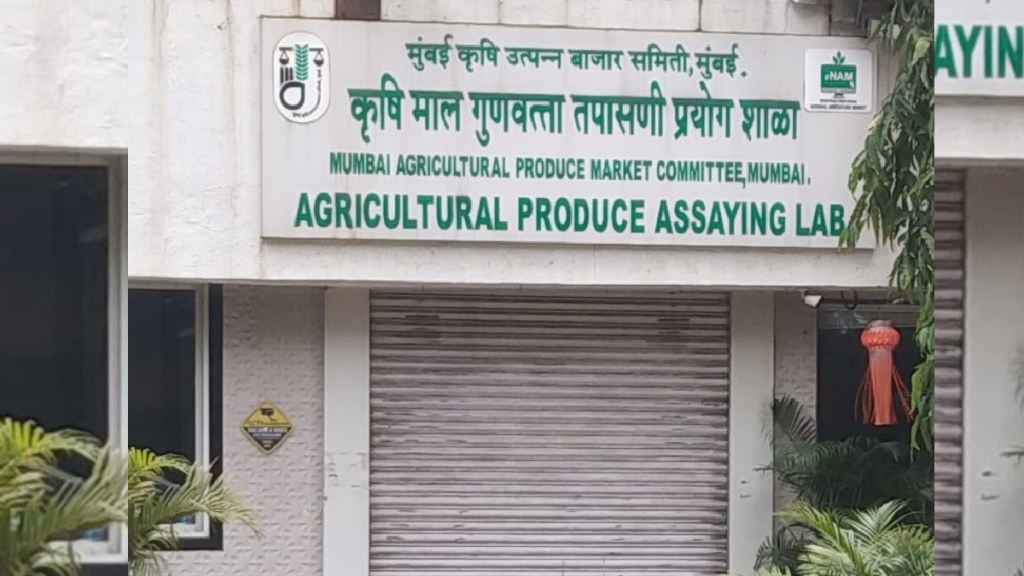 मुंबई कृषि उत्पन्न बाजार समिती,मुंबई.
कृषि माल गुणवत्ता तपासणी प्रयोग शाळा
MUMBAI AGRICULTURAL PRODUCE MARKET COMMITTEE,MUMBAI.
AGRICULTURAL PRODUCE ASSAYING LAB
eNAM
AYIN